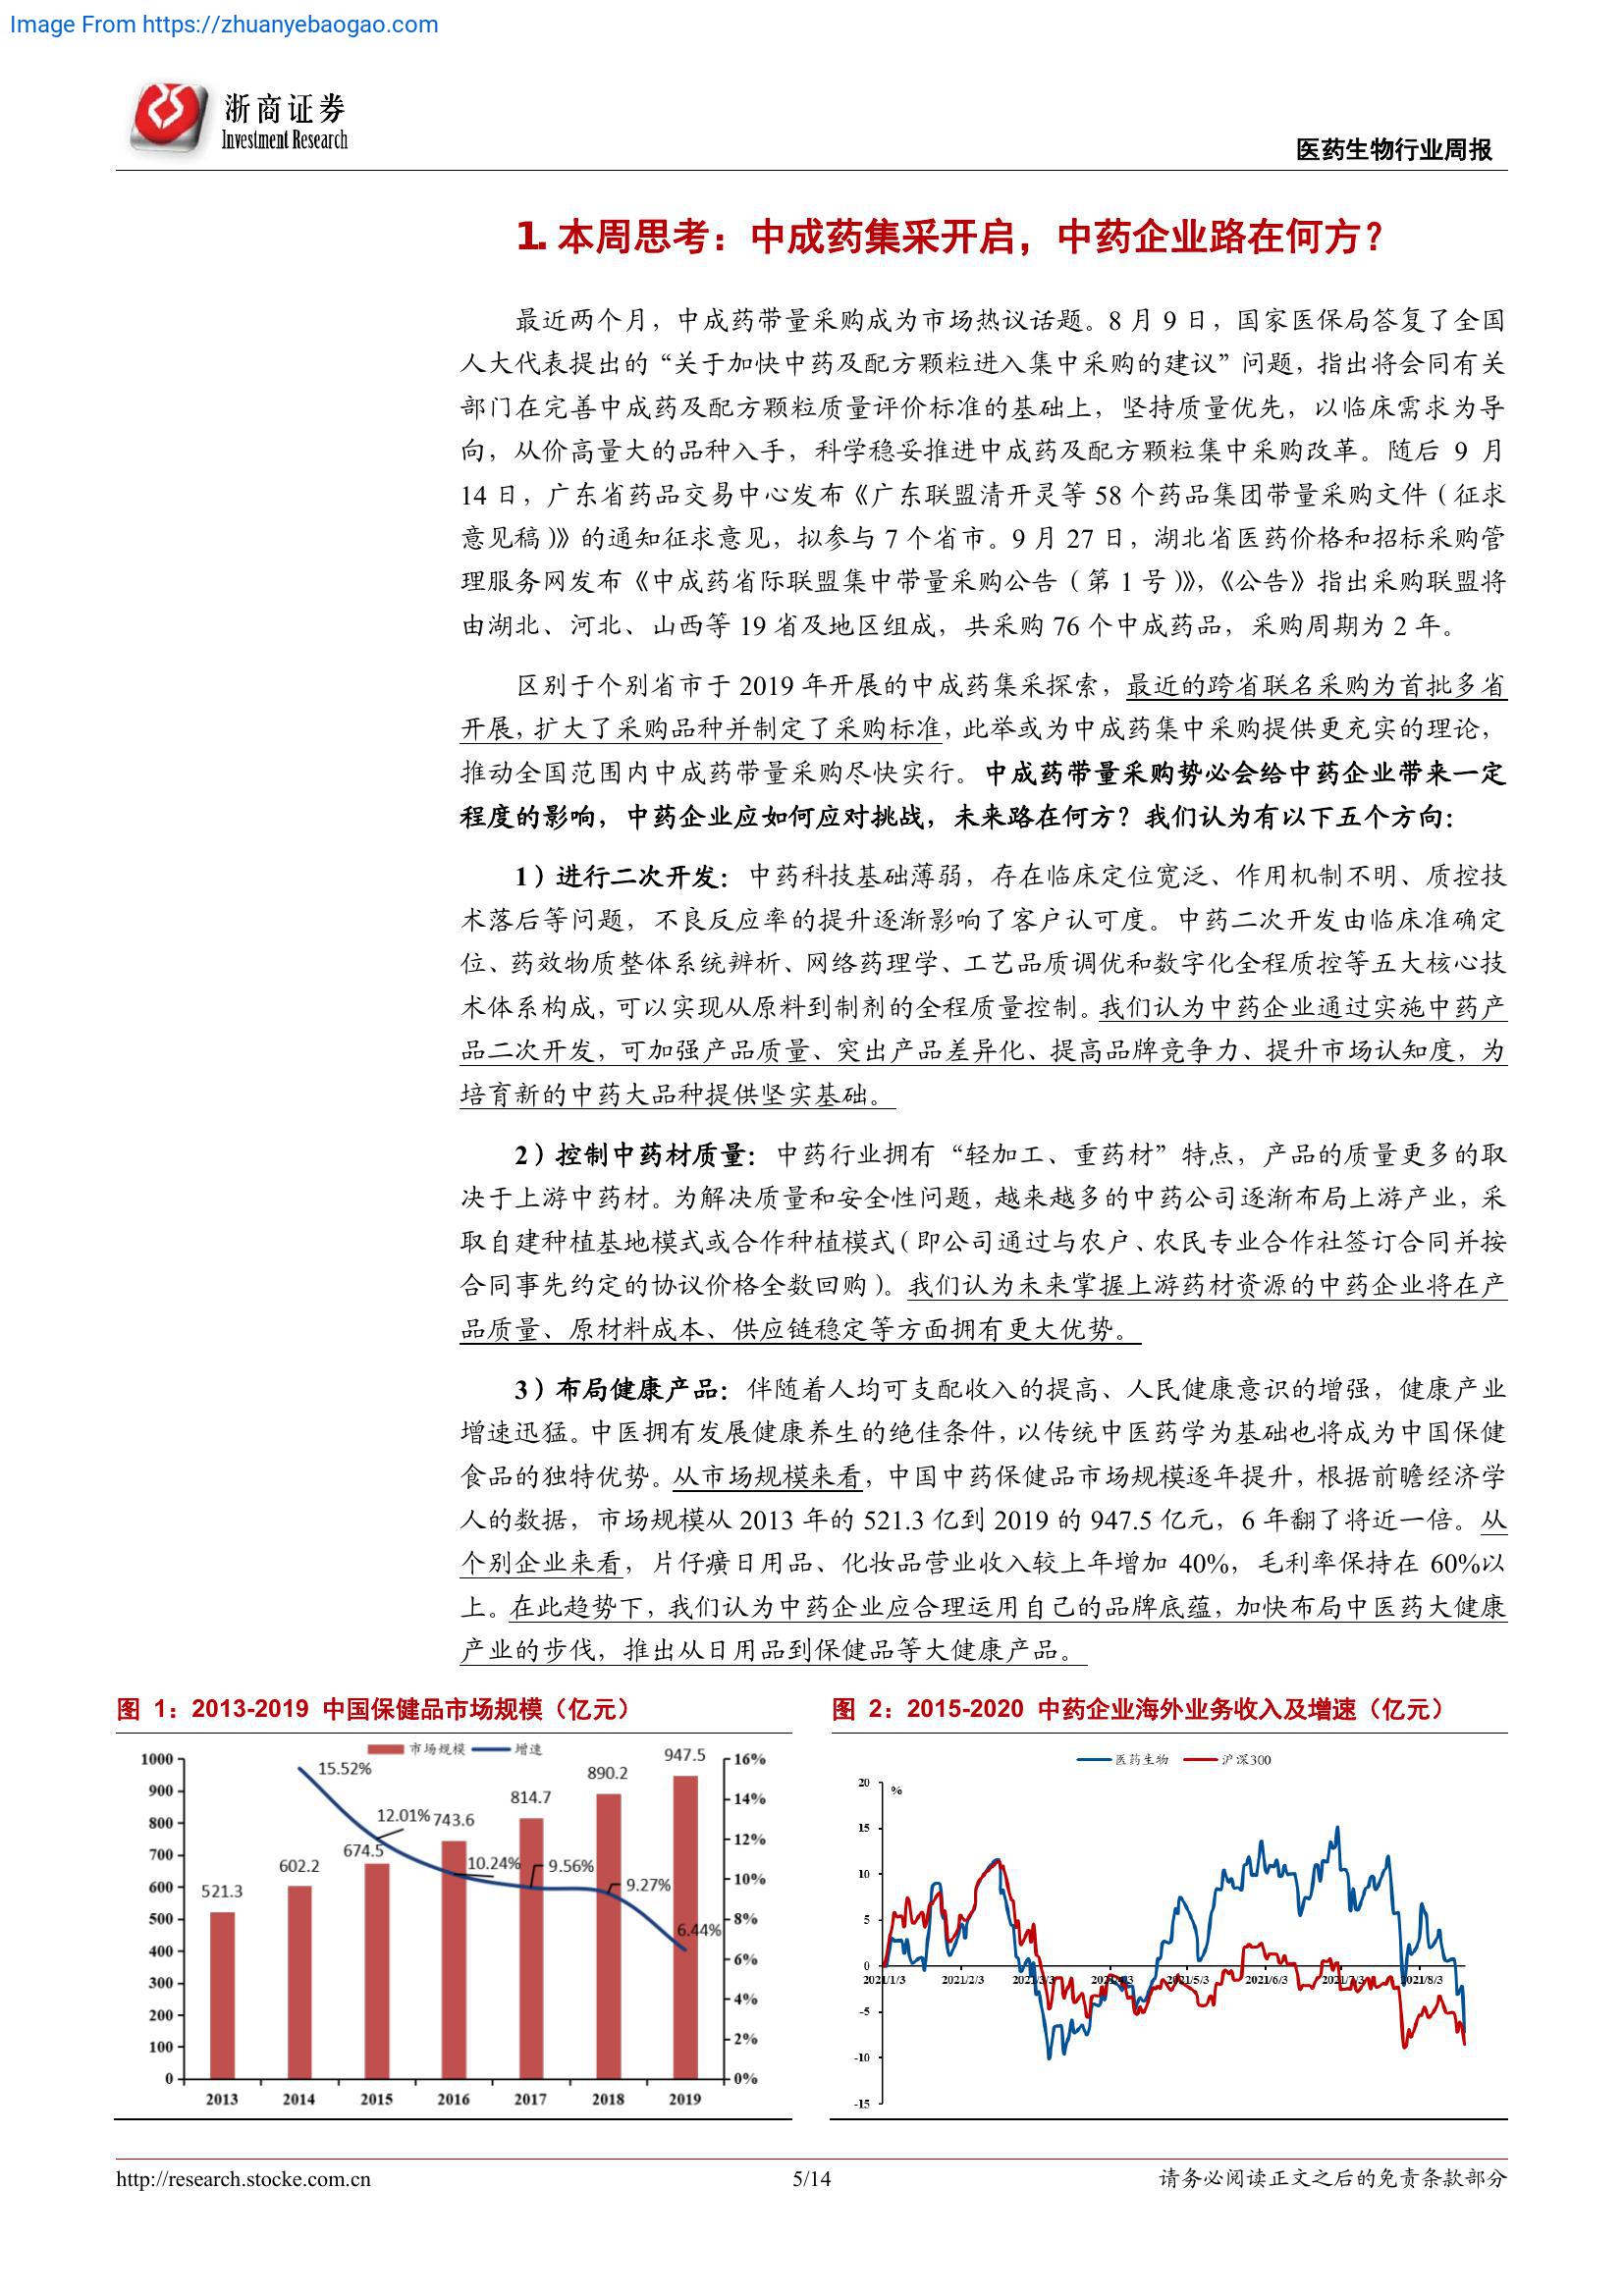 Image From https://zhuanyebaogao.com
浙商证券
Investment Research
医药生物行业周报
1. 本周思考：中成药集采开启，中药企业路在何方？
最近两个月，中成药带量采购成为市场热议话题。8 月 9 日，国家医保局答复了全国
人大代表提出的“关于加快中药及配方颗粒进入集中采购的建议”问题，指出将会同有关
部门在完善中成药及配方颗粒质量评价标准的基础上，坚持质量优先，以临床需求为导
向，从价高量大的品种入手，科学稳妥推进中成药及配方颗粒集中采购改革。随后 9 月
14 日，广东省药品交易中心发布《广东联盟清开灵等 58 个药品集团带量采购文件（征求
意见稿）》的通知征求意见，拟参与 7 个省市。9 月 27 日，湖北省医药价格和招标采购管
理服务网发布《中成药省际联盟集中带量采购公告（第 1 号）》，《公告》指出采购联盟将
由湖北、河北、山西等 19 省及地区组成，共采购 76 个中成药品，采购周期为 2 年。
区别于个别省市于 2019 年开展的中成药集采探索，最近的跨省联名采购为首批多省
开展，扩大了采购品种并制定了采购标准，此举或为中成药集中采购提供更充实的理论，
推动全国范围内中成药带量采购尽快实行。中成药带量采购势必会给中药企业带来一定
程度的影响，中药企业应如何应对挑战，未来路在何方？我们认为有以下五个方向：
1）进行二次开发：中药科技基础薄弱，存在临床定位宽泛、作用机制不明、质控技
术落后等问题，不良反应率的提升逐渐影响了客户认可度。中药二次开发由临床准确定
位、药效物质整体系统辨析、网络药理学、工艺品质调优和数字化全程质控等五大核心技
术体系构成，可以实现从原料到制剂的全程质量控制。我们认为中药企业通过实施中药产
品二次开发，可加强产品质量、突出产品差异化、提高品牌竞争力、提升市场认知度，为
培育新的中药大品种提供坚实基础。
2）控制中药材质量：中药行业拥有“轻加工、重药材”特点，产品的质量更多的取
决于上游中药材。为解决质量和安全性问题，越来越多的中药公司逐渐布局上游产业，采
取自建种植基地模式或合作种植模式（即公司通过与农户、农民专业合作社签订合同并按
合同事先约定的协议价格全数回购）。我们认为未来掌握上游药材资源的中药企业将在产
品质量、原材料成本、供应链稳定等方面拥有更大优势。
3）布局健康产品：伴随着人均可支配收入的提高、人民健康意识的增强，健康产业
增速迅猛。中医拥有发展健康养生的绝佳条件，以传统中医药学为基础也将成为中国保健
食品的独特优势。从市场规模来看，中国中药保健品市场规模逐年提升，根据前瞻经济学
人的数据，市场规模从 2013 年的 521.3 亿到 2019 的 947.5 亿元，6 年翻了将近一倍。从
个别企业来看，片仔癀日用品、化妆品营业收入较上年增加 40%，毛利率保持在 60%以
上。在此趋势下，我们认为中药企业应合理运用自己的品牌底蕴，加快布局中医药大健康
产业的步伐，推出从日用品到保健品等大健康产品。
图 1：2013-2019 中国保健品市场规模（亿元）
市场规模 增速
1000
900
800
700
600
500
400
300
200
100
0
521.3
602.2
674.5
743.6
814.7
890.2
947.5
15.52%
12.01%
10.24%
9.56%
9.27%
6.44%
16%
14%
12%
10%
8%
6%
4%
2%
0%
2013 2014 2015 2016 2017 2018 2019
图 2：2015-2020 中药企业海外业务收入及增速（亿元）
医药生物 沪深300
%
20
15
10
5
0
-5
-10
-15
2021/1/3 2021/2/3 2021/3/3 2021/4/3 2021/5/3 2021/6/3 2021/7/3 2021/8/3
http://research.stocke.com.cn
5/14
请务必阅读正文之后的免责条款部分